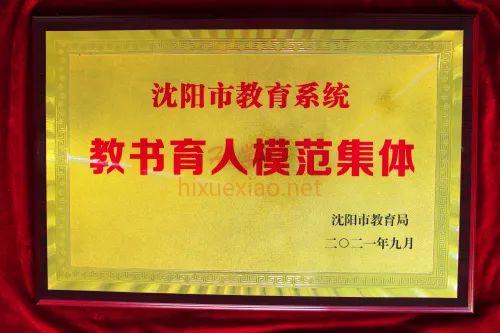 沈阳市教育系统
教书育人模范集体
hixuexiao.net
沈阳市教育局
二〇二一年九月